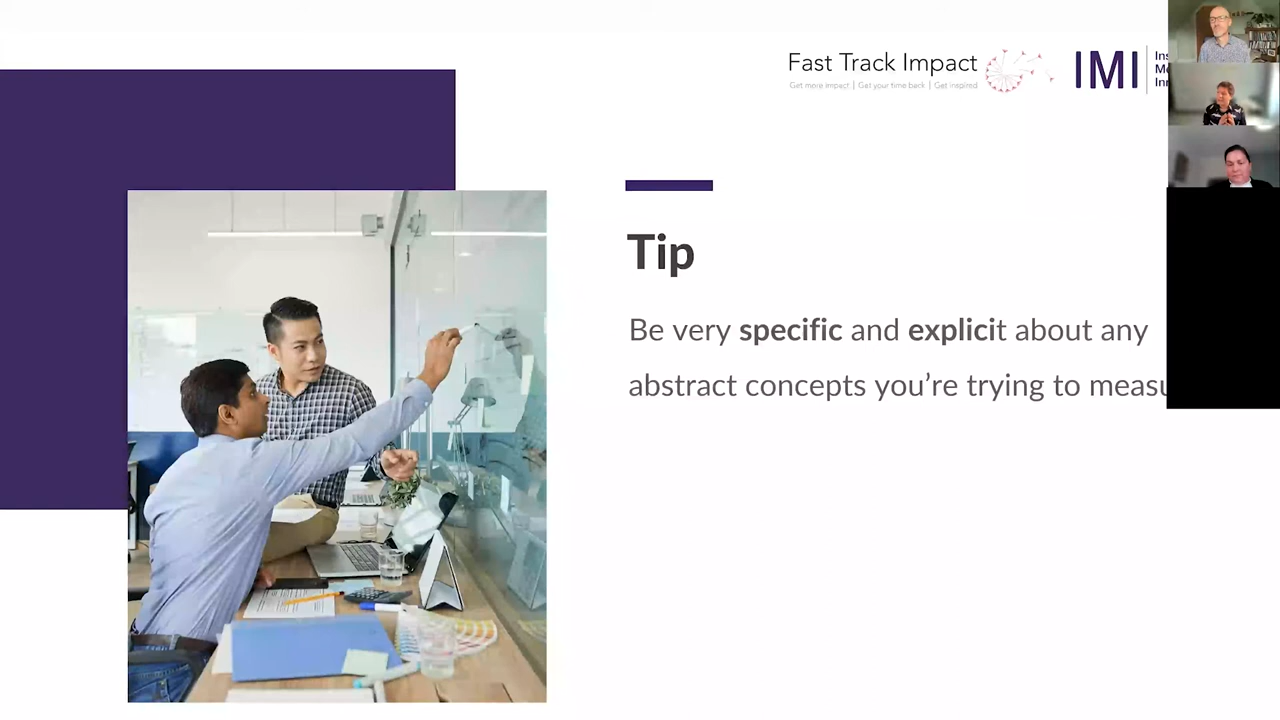 Fast Track Impact
Get more impact | Get your time back | Get inspired
IMI
Tip
Be very specific and explicit about any
abstract concepts you're trying to